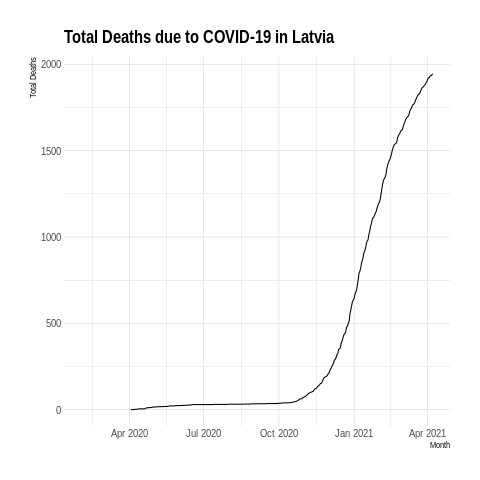 Total Deaths due to COVID-19 in Latvia
Total Deaths
2000
1500
1000
500
0
Apr 2020 Jul 2020 Oct 2020 Jan 2021 Apr 2021
Month